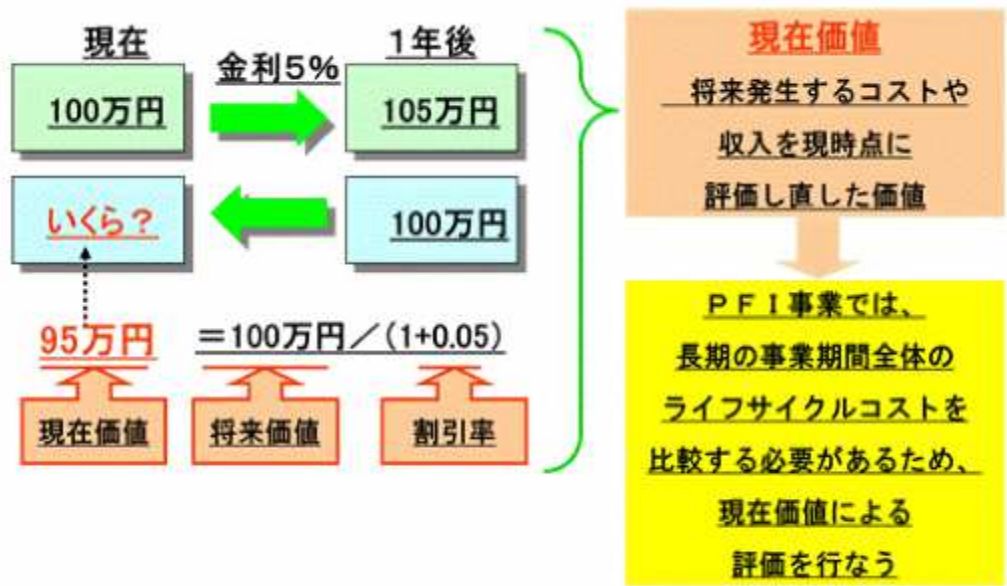 現在
金利5%
1年後
100万円
105万円
いくら?
100万円
95万円 =100万円/(1+0.05)
現在価値
将来価値
割引率
現在価値
将来発生するコストや
収入を現時点に
評価し直した価値
PFI事業では、
長期の事業期間全体の
ライフサイクルコストを
比較する必要があるため、
現在価値による
評価を行なう